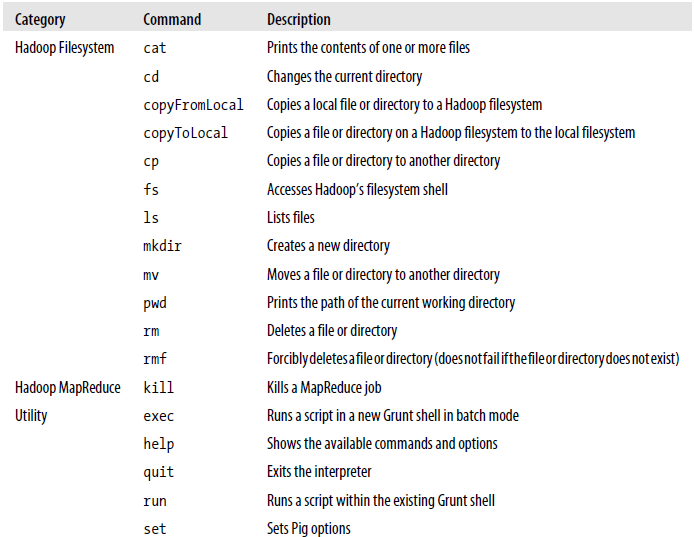 Category Command Description
Hadoop Filesystem cat Prints the contents of one or more files
cd Changes the current directory
copyFromLocal Copies a local file or directory to a Hadoop filesystem
copyToLocal Copies a file or directory on a Hadoop filesystem to the local filesystem
cp Copies a file or directory to another directory
fs Accesses Hadoop’s filesystem shell
ls Lists files
mkdir Creates a new directory
mv Moves a file or directory to another directory
pwd Prints the path of the current working directory
rm Deletes a file or directory
rmf Forcibly deletes a file or directory (does not fail if the file or directory does not exist)
Hadoop MapReduce kill Kills a MapReduce job
Utility exec Runs a script in a new Grunt shell in batch mode
help Shows the available commands and options
quit Exits the interpreter
run Runs a script within the existing Grunt shell
set Sets Pig options